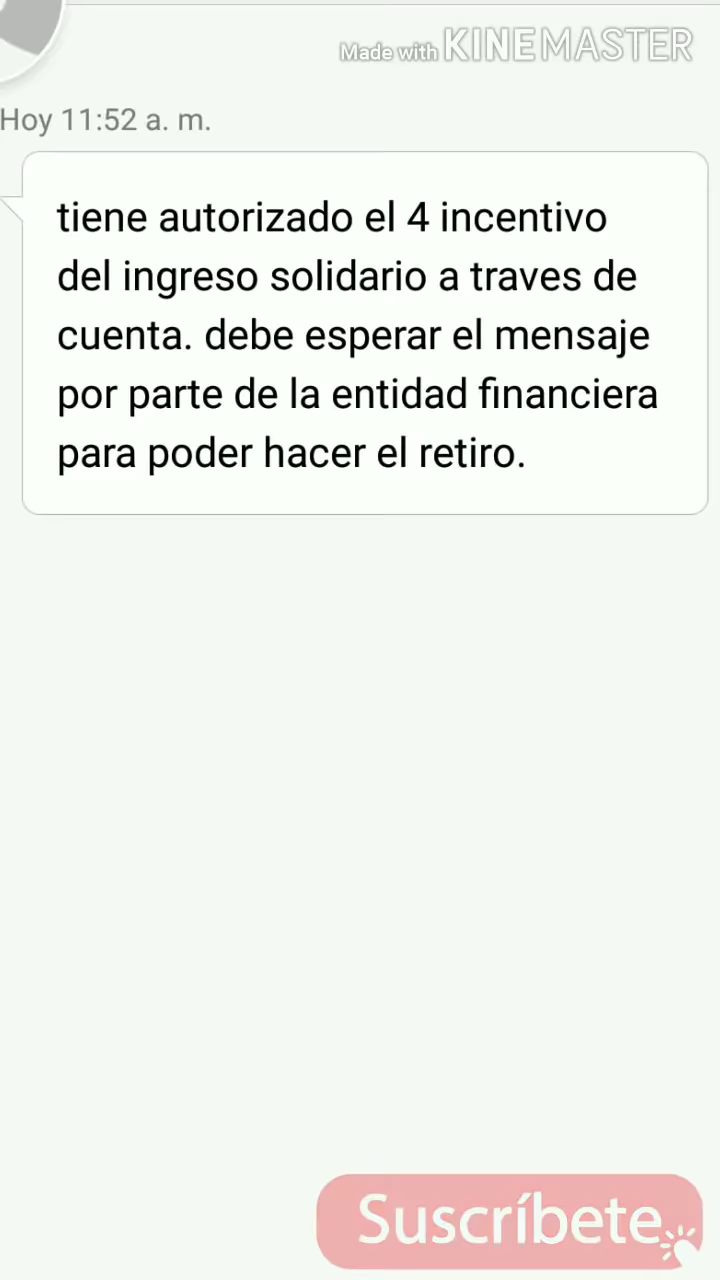 Made with KINEMASTER
Hoy 11:52 a. m.
tiene autorizado el 4 incentivo
del ingreso solidario a traves de
cuenta. debe esperar el mensaje
por parte de la entidad financiera
para poder hacer el retiro.
Suscríbete